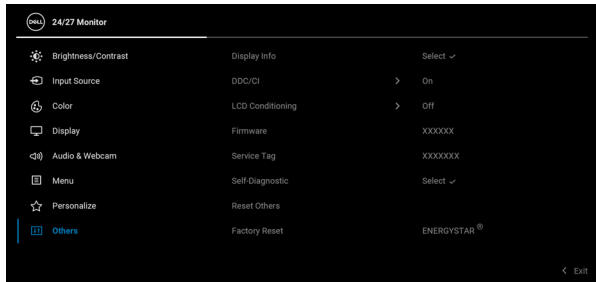 DELL 24/27 Monitor
Brightness/Contrast Display Info Select ✓
Input Source DDC/CI > On
Color LCD Conditioning > Off
Display Firmware XXXXXX
Audio & Webcam Service Tag XXXXXXX
Menu Self-Diagnostic Select ✓
Personalize Reset Others
Others Factory Reset ENERGYSTAR ®
< Exit